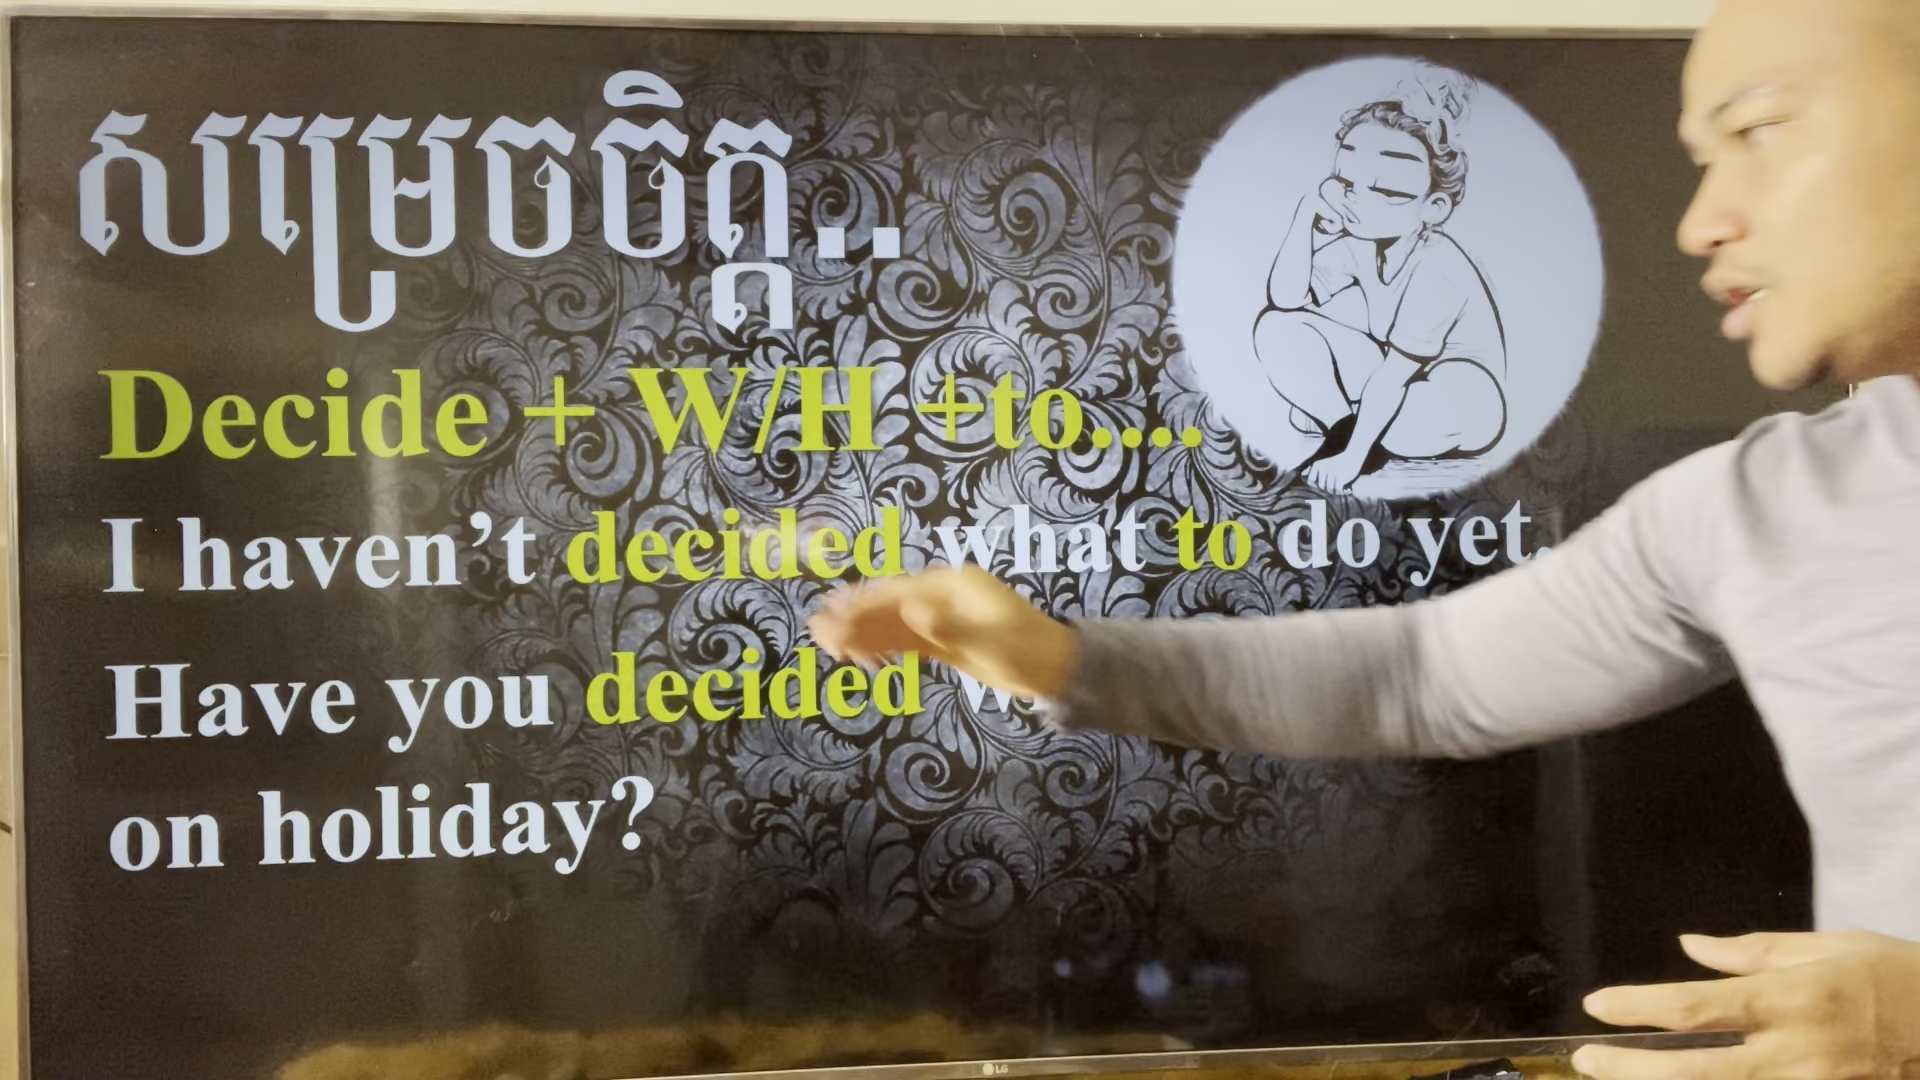 សម្រេចចិត្ត..
Decide + W/H +to....
I haven't decided what to do yet.
Have you decided
on holiday?
LG